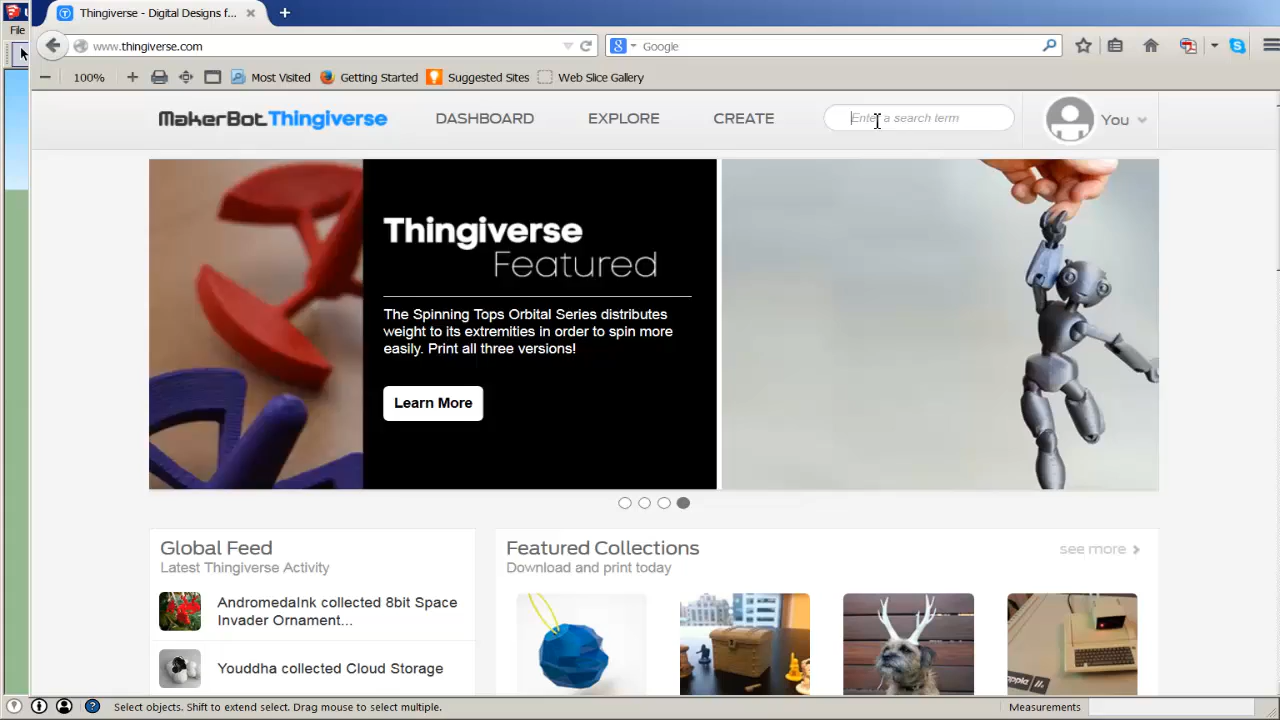 Thingiverse - Digital Designs f...
File
www.thingiverse.com
Google
100%
Most Visited
Getting Started
Suggested Sites
Web Slice Gallery
MakerBot Thingiverse
DASHBOARD
EXPLORE
CREATE
Enter a search term
You
Thingiverse
Featured
The Spinning Tops Orbital Series distributes
weight to its extremities in order to spin more
easily. Print all three versions!
Learn More
Global Feed
Latest Thingiverse Activity
AndromedaInk collected 8bit Space
Invader Ornament...
Youddha collected Cloud Storage
Featured Collections
Download and print today
see more
Select objects. Shift to extend select. Drag mouse to select multiple.
Measurements